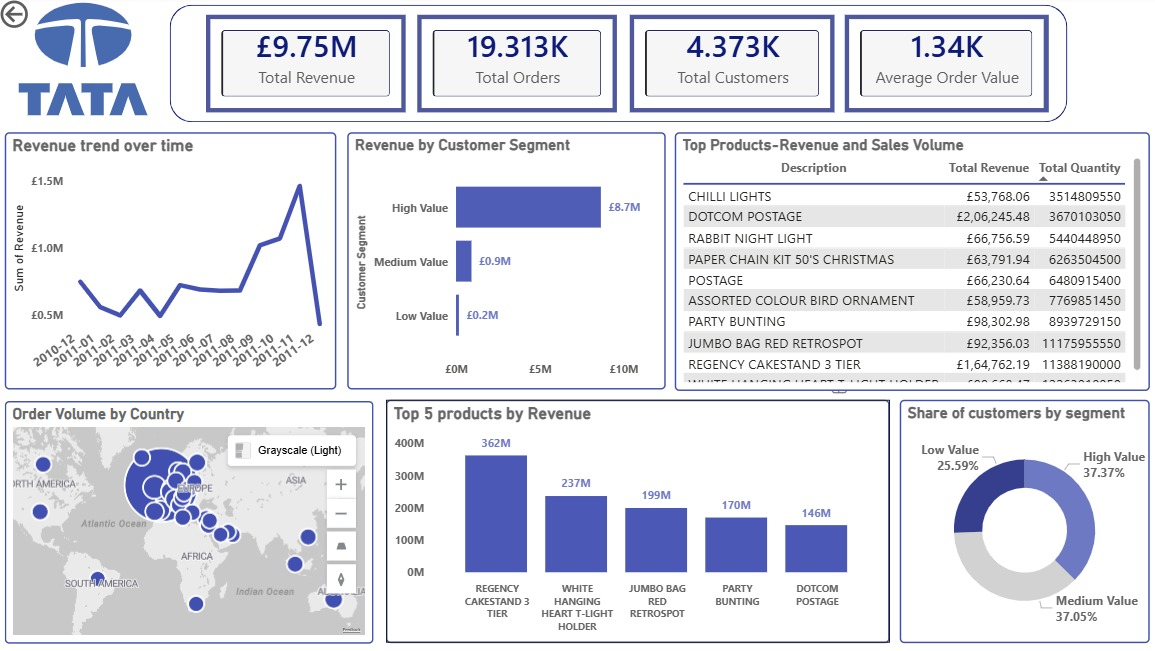 TATA
£9.75M
Total Revenue
19.313K
Total Orders
4.373K
Total Customers
1.34K
Average Order Value
Revenue trend over time
£1.5M
£1.0M
£0.5M
Sum of Revenue
2010-12
2011-01
2011-02
2011-03
2011-04
2011-05
2011-06
2011-07
2011-08
2011-09
2011-10
2011-11
2011-12
Revenue by Customer Segment
Customer Segment
High Value £8.7M
Medium Value £0.9M
Low Value £0.2M
£0M £5M £10M
Top Products-Revenue and Sales Volume
Description Total Revenue Total Quantity
CHILLI LIGHTS £53,768.06 3514809550
DOTCOM POSTAGE £2,06,245.48 3670103050
RABBIT NIGHT LIGHT £66,756.59 5440448950
PAPER CHAIN KIT 50'S CHRISTMAS £63,791.94 6263504500
POSTAGE £66,230.64 6480915400
ASSORTED COLOUR BIRD ORNAMENT £58,959.73 7769851450
PARTY BUNTING £98,302.98 8939729150
JUMBO BAG RED RETROSPOT £92,356.03 11175955550
REGENCY CAKESTAND 3 TIER £1,64,762.19 11388190000
WHITE HANGING HEART T-LIGHT HOLDER
Order Volume by Country
Grayscale (Light)
RTH AMERICA
EUROPE
ASIA
Atlantic Ocean
AFRICA
SOUTH AMERICA
Indian Ocean
Top 5 products by Revenue
400M
300M
200M
100M
0M
362M
237M
199M
170M
146M
REGENCY
CAKESTAND 3
TIER
WHITE
HANGING
HEART T-LIGHT
HOLDER
JUMBO BAG
RED
RETROSPOT
PARTY
BUNTING
DOTCOM
POSTAGE
Share of customers by segment
Low Value
25.59%
High Value
37.37%
Medium Value
37.05%